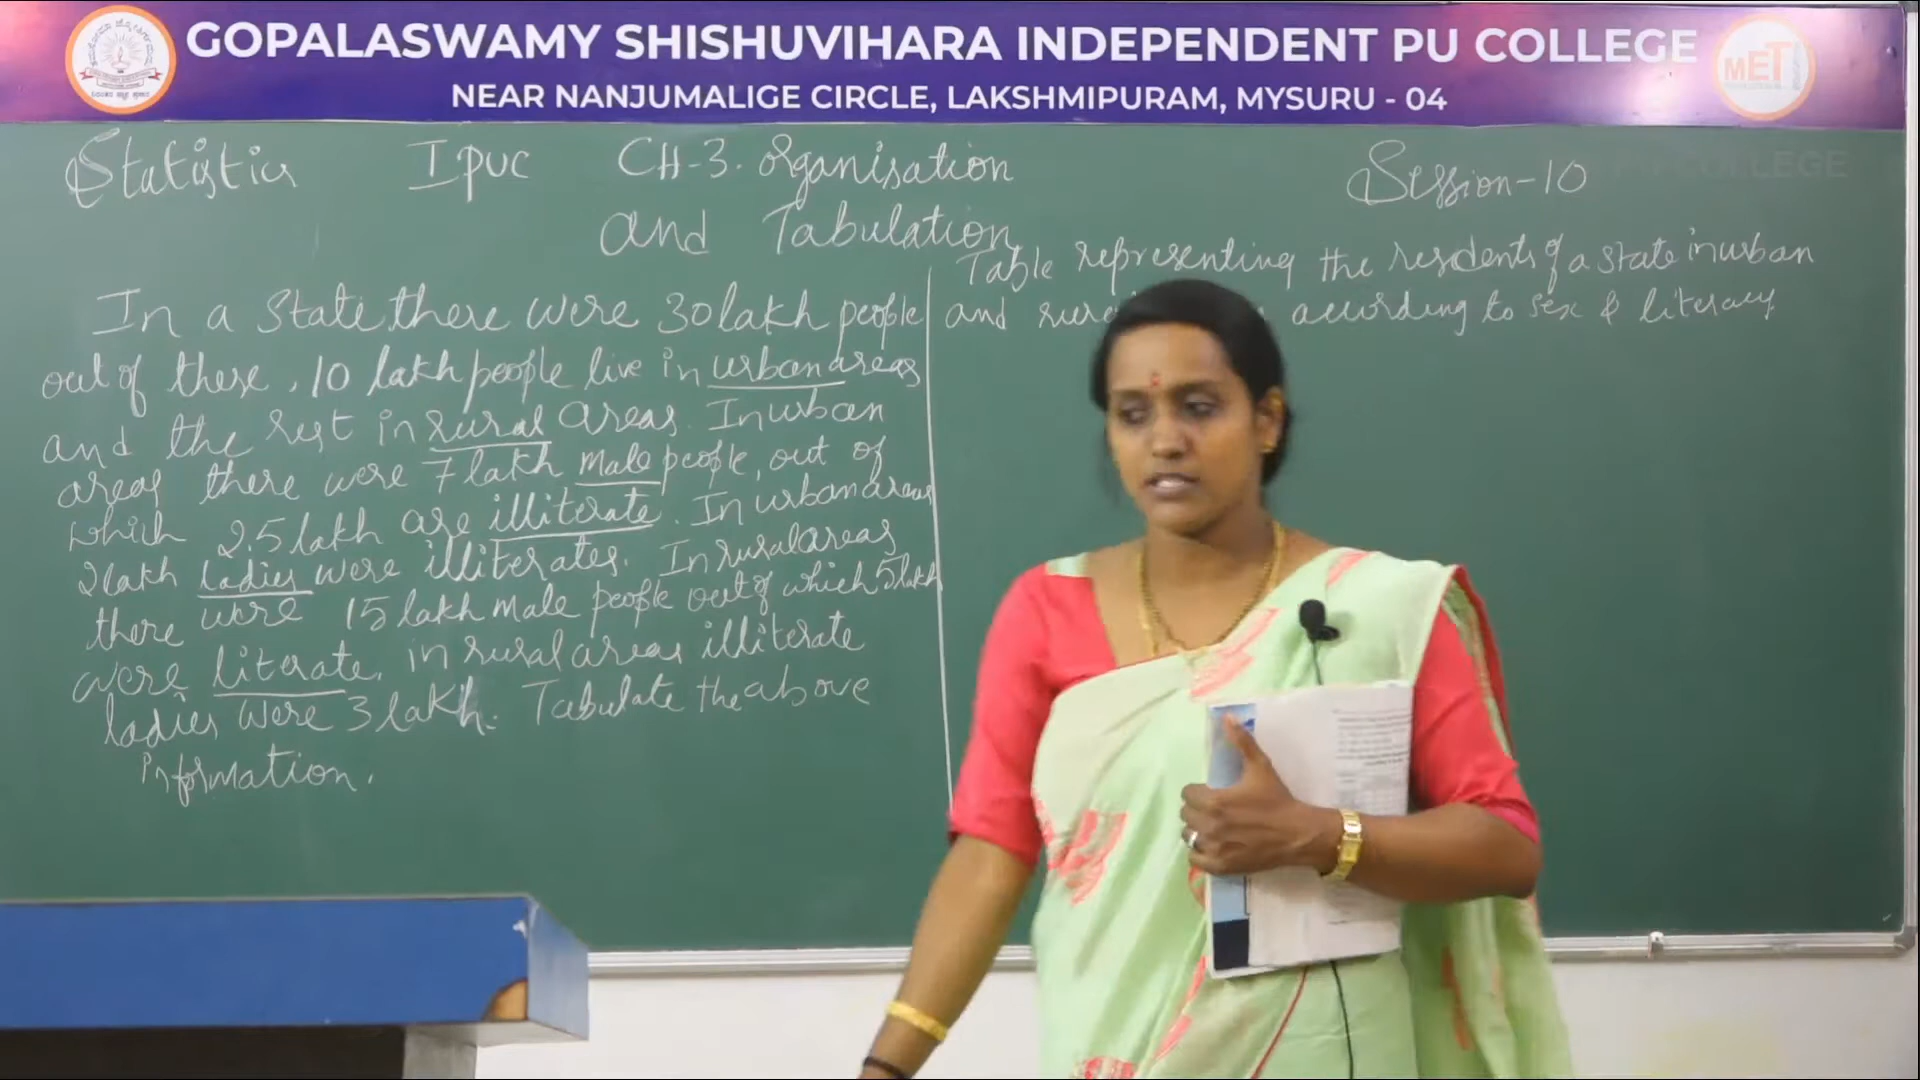 GOPALASWAMY SHISHUVIHARA INDEPENDENT PU COLLEGE
NEAR NANJUMALIGE CIRCLE, LAKSHMIPURAM, MYSURU - 04
MET
Statistics I PUC CH-3. Organisation
and Tabulation
Session-10
PU COLLEGE
In a State there were 30 lakh people
out of these, 10 lakh people live in urban areas
and the rest in rural areas. In urban
areas there were 7 lakh male people, out of
which 2.5 lakh are illiterate. In urban areas
2 lakh ladies were illiterates. In rural areas
there were 15 lakh male people out of which 5 lakh
were literate. in rural areas illiterate
ladies were 3 lakh. Tabulate the above
information.
Table representing the residents of a state in urban
and according to sex & literacy.